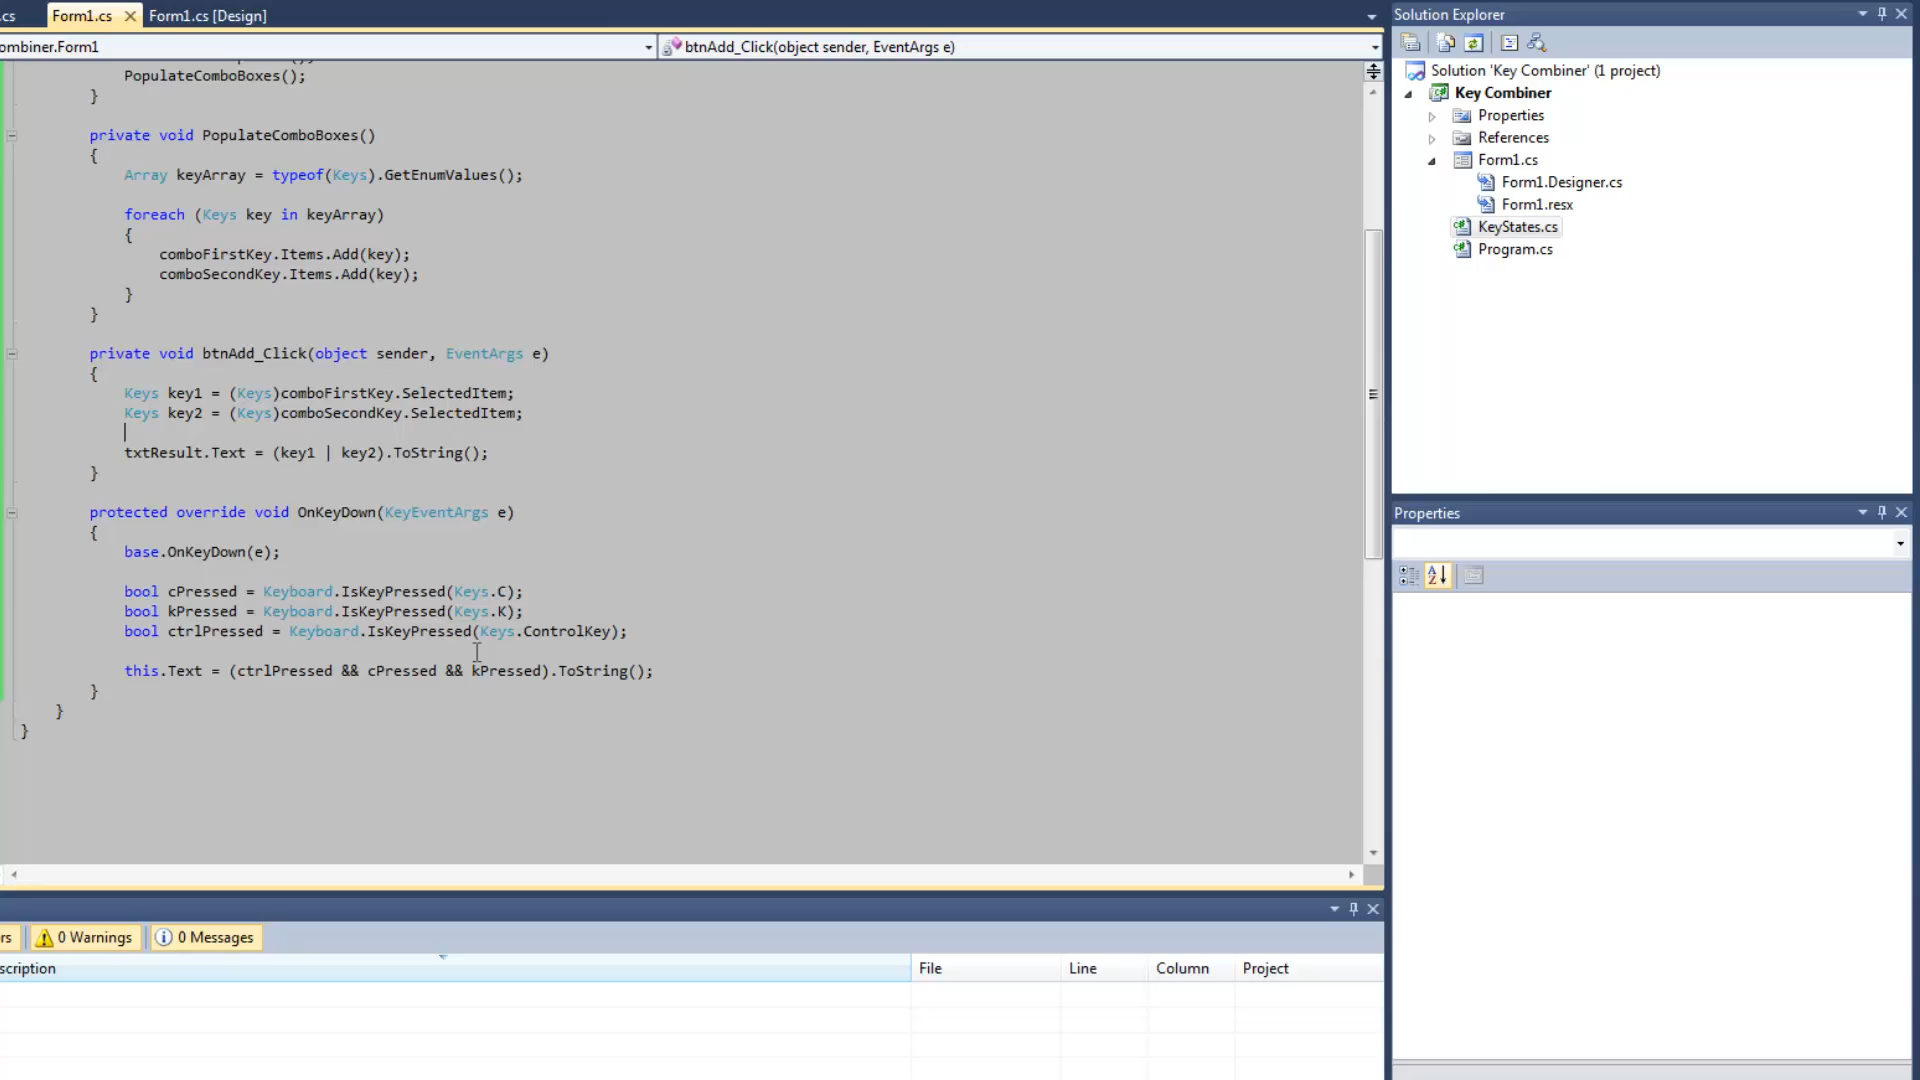 .cs
Form1.cs
Form1.cs [Design]
ombiner.Form1
btnAdd_Click(object sender, EventArgs e)
PopulateComboBoxes();
}
private void PopulateComboBoxes()
{
Array keyArray = typeof(Keys).GetEnumValues();
foreach (Keys key in keyArray)
{
comboFirstKey.Items.Add(key);
comboSecondKey.Items.Add(key);
}
}
private void btnAdd_Click(object sender, EventArgs e)
{
Keys key1 = (Keys)comboFirstKey.SelectedItem;
Keys key2 = (Keys)comboSecondKey.SelectedItem;
txtResult.Text = (key1 | key2).ToString();
}
protected override void OnKeyDown(KeyEventArgs e)
{
base.OnKeyDown(e);
bool cPressed = Keyboard.IsKeyPressed(Keys.C);
bool kPressed = Keyboard.IsKeyPressed(Keys.K);
bool ctrlPressed = Keyboard.IsKeyPressed(Keys.ControlKey);
this.Text = (ctrlPressed && cPressed && kPressed).ToString();
}
}
}
rs
0 Warnings
0 Messages
scription
File
Line
Column
Project
Solution Explorer
Solution 'Key Combiner' (1 project)
Key Combiner
Properties
References
Form1.cs
Form1.Designer.cs
Form1.resx
KeyStates.cs
Program.cs
Properties